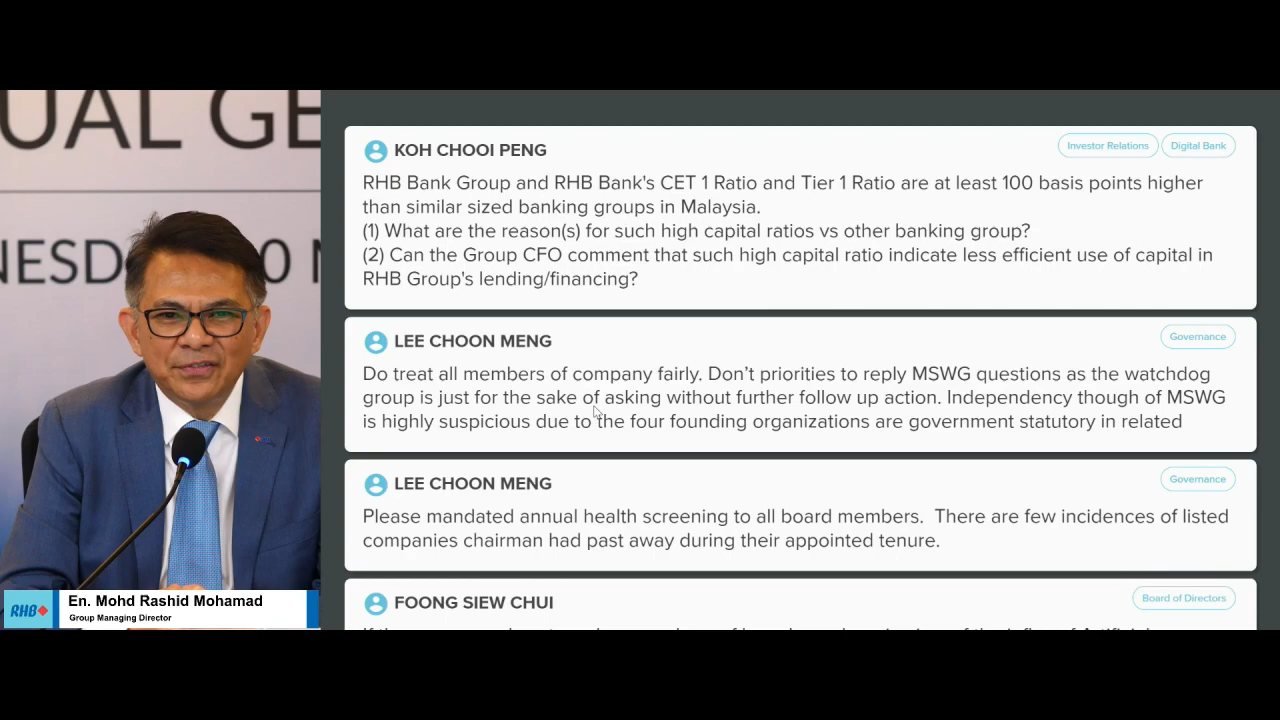 UAL GE
NESD 0
RHB
En. Mohd Rashid Mohamad
Group Managing Director
KOH CHOOI PENG
Investor Relations
Digital Bank
RHB Bank Group and RHB Bank's CET 1 Ratio and Tier 1 Ratio are at least 100 basis points higher
than similar sized banking groups in Malaysia.
(1) What are the reason(s) for such high capital ratios vs other banking group?
(2) Can the Group CFO comment that such high capital ratio indicate less efficient use of capital in
RHB Group's lending/financing?
LEE CHOON MENG
Governance
Do treat all members of company fairly. Don’t priorities to reply MSWG questions as the watchdog
group is just for the sake of asking without further follow up action. Independency though of MSWG
is highly suspicious due to the four founding organizations are government statutory in related
LEE CHOON MENG
Governance
Please mandated annual health screening to all board members.  There are few incidences of listed
companies chairman had past away during their appointed tenure.
FOONG SIEW CHUI
Board of Directors